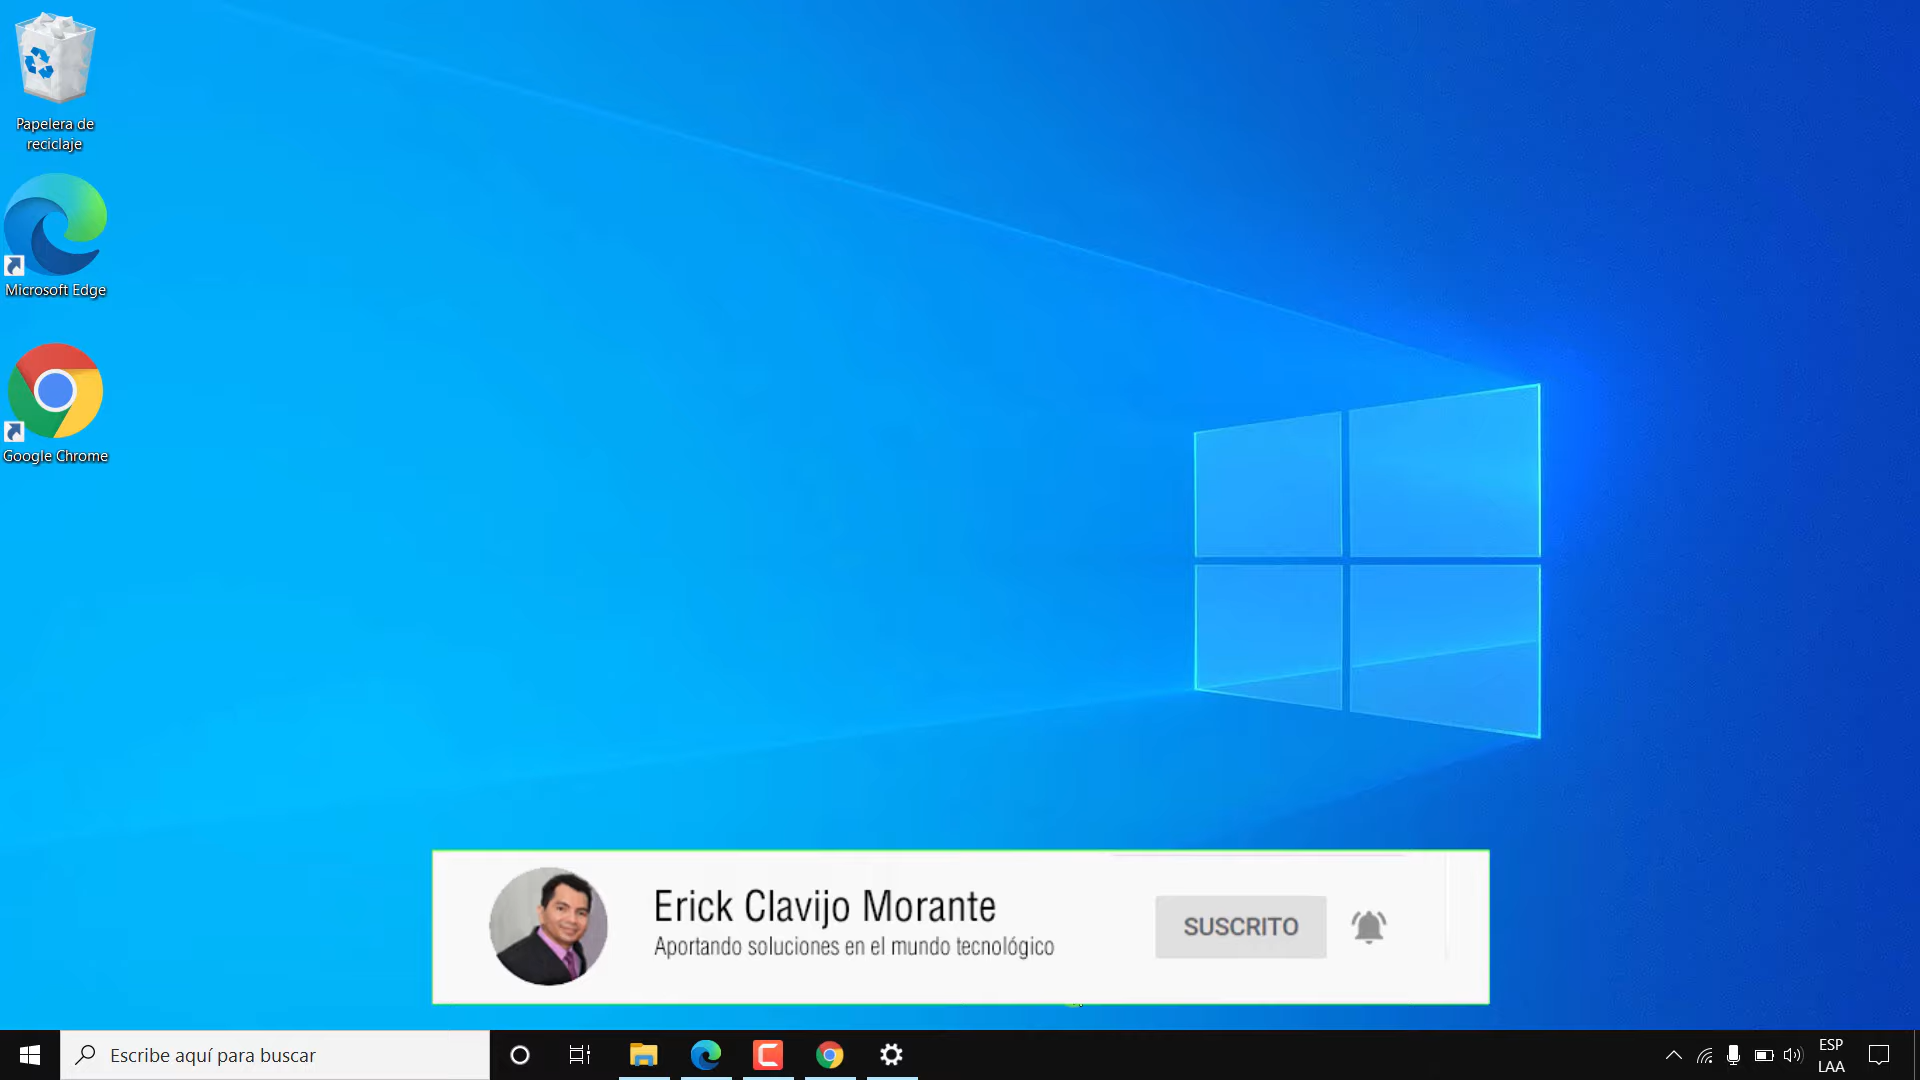 Papelera de
reciclaje
Microsoft Edge
Google Chrome
Erick Clavijo Morante
Aportando soluciones en el mundo tecnológico
SUSCRITO
Escribe aquí para buscar
ESP
LAA